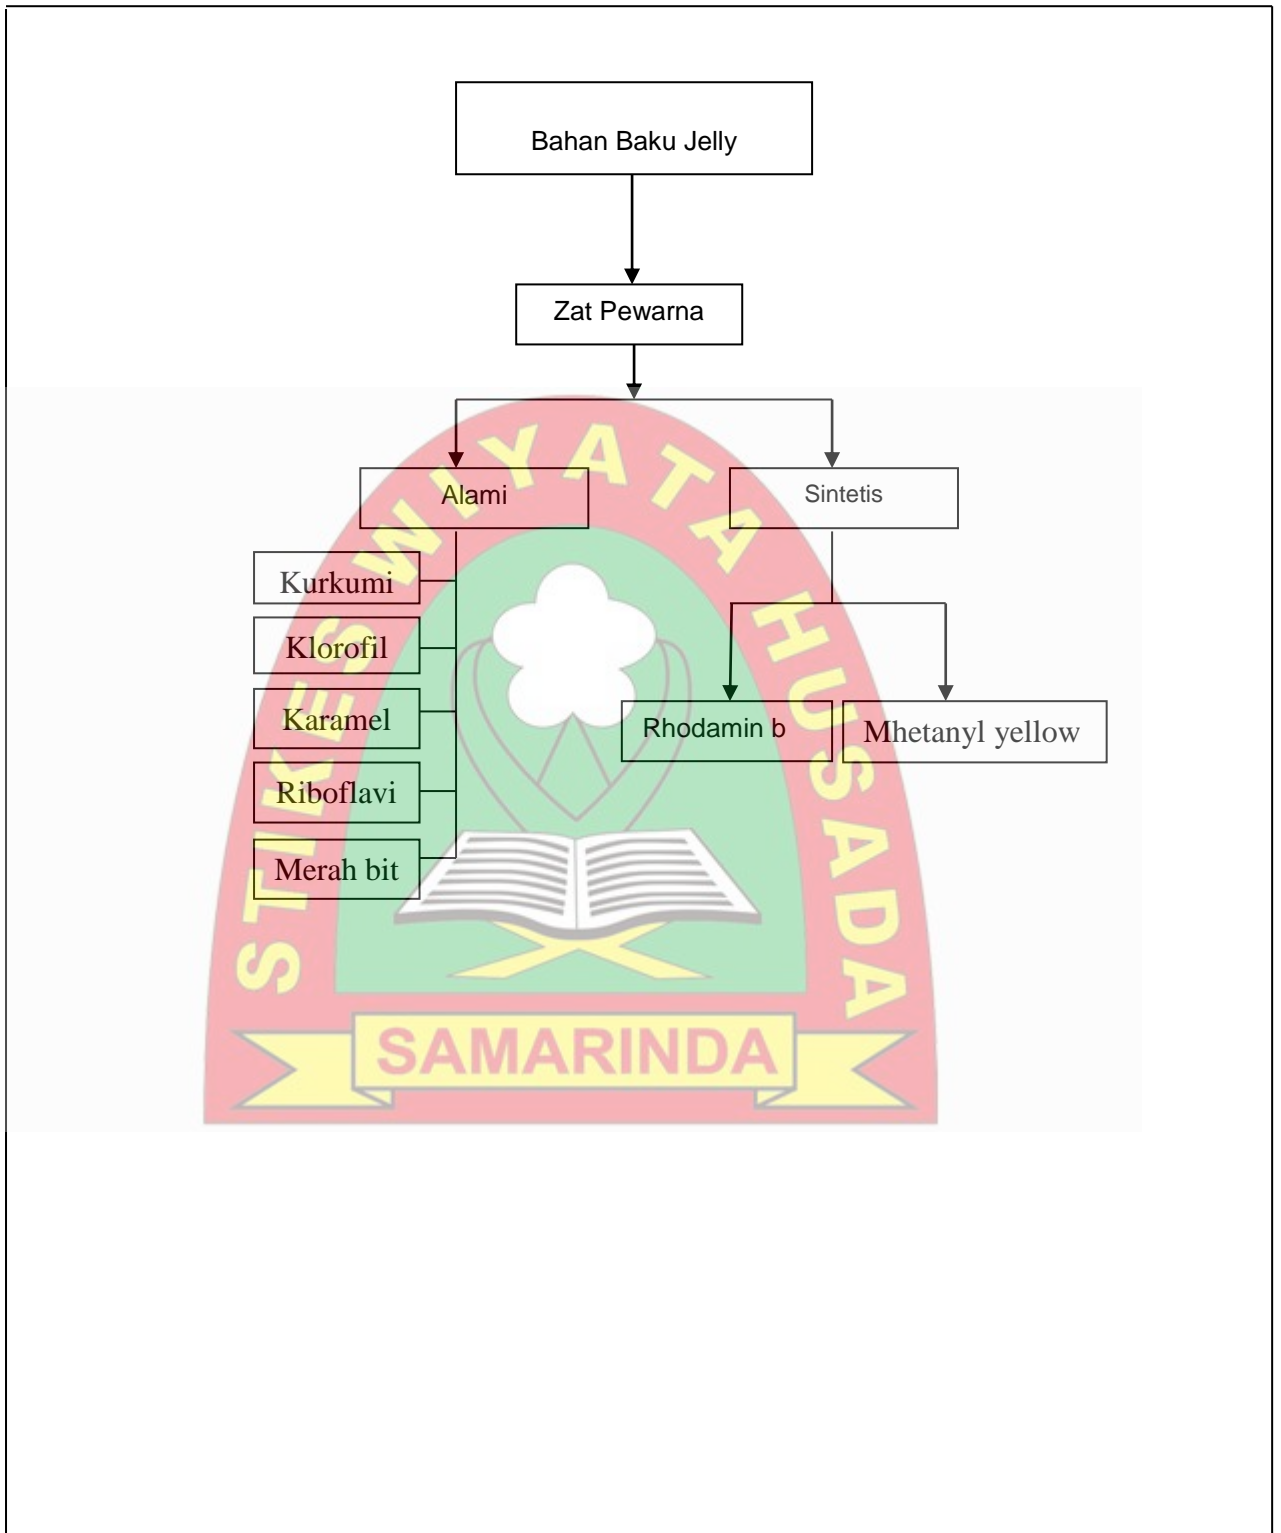 Bahan Baku Jelly
Zat Pewarna
Alami
Sintetis
Kurkumi
Klorofil
Karamel
Riboflavi
Merah bit
Rhodamin b
Mhetanyl yellow
STIKES WIYATA HUSADA
SAMARINDA